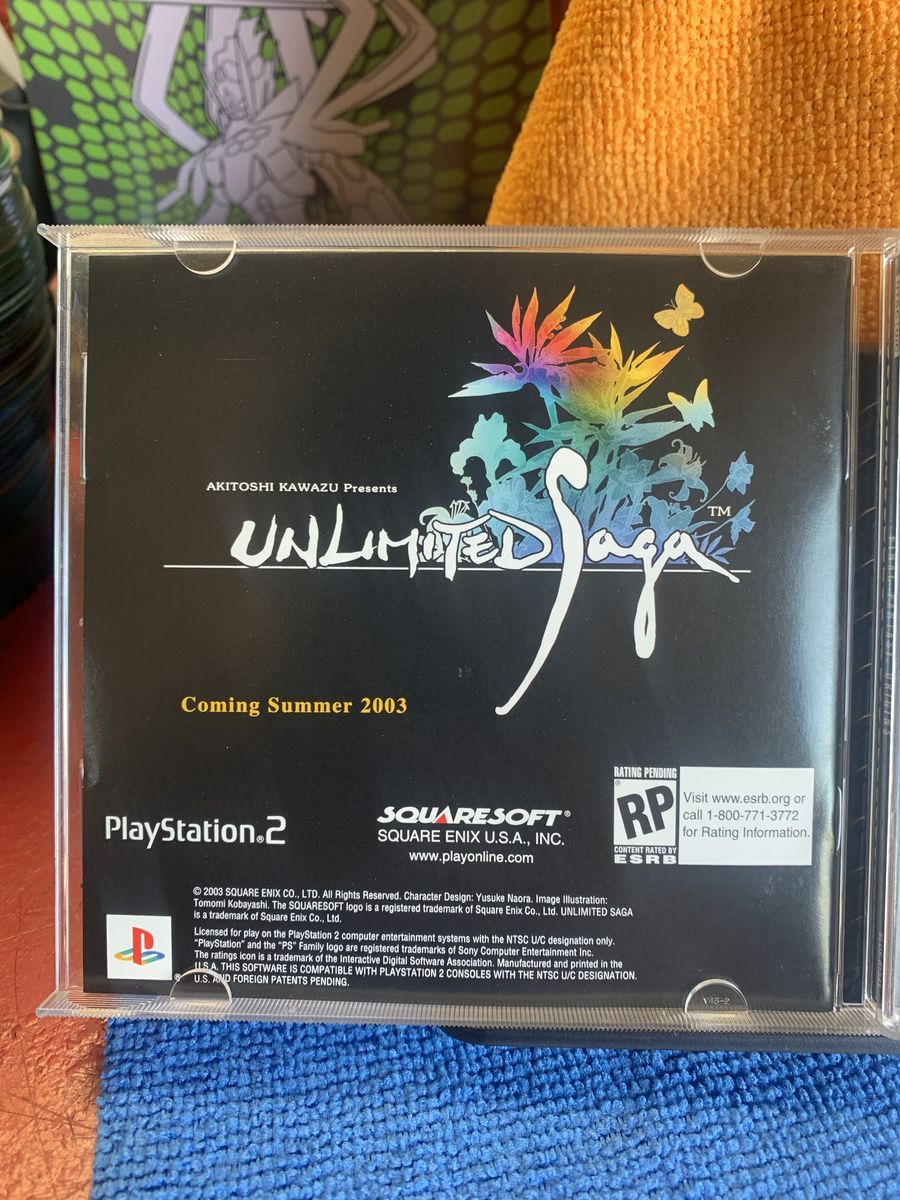 AKITOSHI KAWAZU Presents
UNLIMITED Saga™
Coming Summer 2003
PlayStation®2
SQUARESOFT®
SQUARE ENIX U.S.A., INC.
www.playonline.com
RATING PENDING
RP ®
CONTENT RATED BY
ESRB
Visit www.esrb.org or
call 1-800-771-3772
for Rating Information.
© 2003 SQUARE ENIX CO., LTD. All Rights Reserved. Character Design: Yusuke Naora. Image Illustration:
Tomomi Kobayashi. The SQUARESOFT logo is a registered trademark of Square Enix Co., Ltd. UNLIMITED SAGA
is a trademark of Square Enix Co., Ltd.
Licensed for play on the PlayStation 2 computer entertainment systems with the NTSC U/C designation only.
"PlayStation" and the "PS" Family logo are registered trademarks of Sony Computer Entertainment Inc.
The ratings icon is a trademark of the Interactive Digital Software Association. Manufactured and printed in the
U.S.A. THIS SOFTWARE IS COMPATIBLE WITH PLAYSTATION 2 CONSOLES WITH THE NTSC U/C DESIGNATION.
U.S. AND FOREIGN PATENTS PENDING.
®
V45-2
FINAL FANTASY ORIGINS